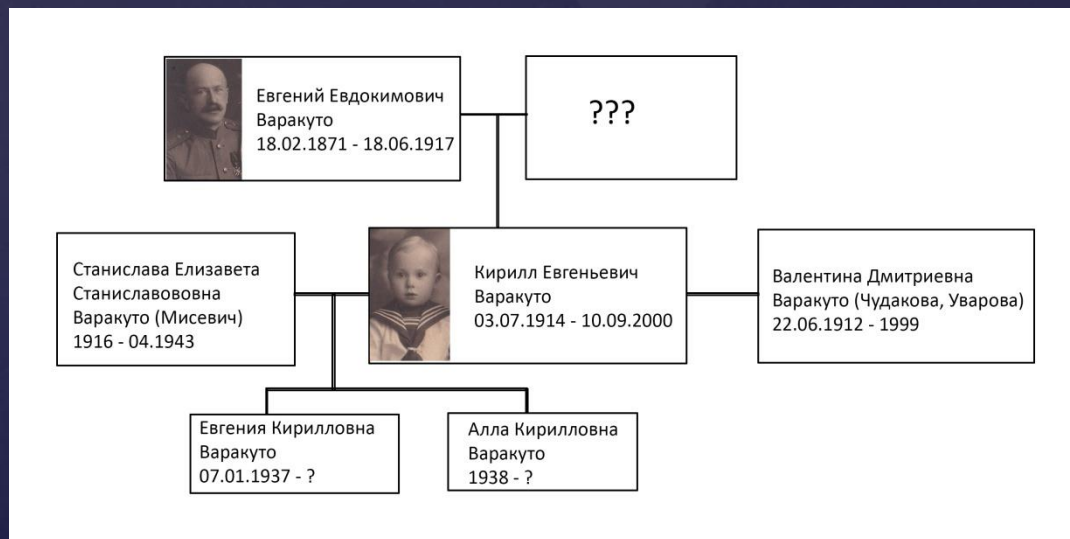 Евгений Евдокимович
Варакуто
18.02.1871 - 18.06.1917
???
Станислава Елизавета
Станиславововна
Варакуто (Мисевич)
1916 - 04.1943
Кирилл Евгеньевич
Варакуто
03.07.1914 - 10.09.2000
Валентина Дмитриевна
Варакуто (Чудакова, Уварова)
22.06.1912 - 1999
Евгения Кирилловна
Варакуто
07.01.1937 - ?
Алла Кирилловна
Варакуто
1938 - ?